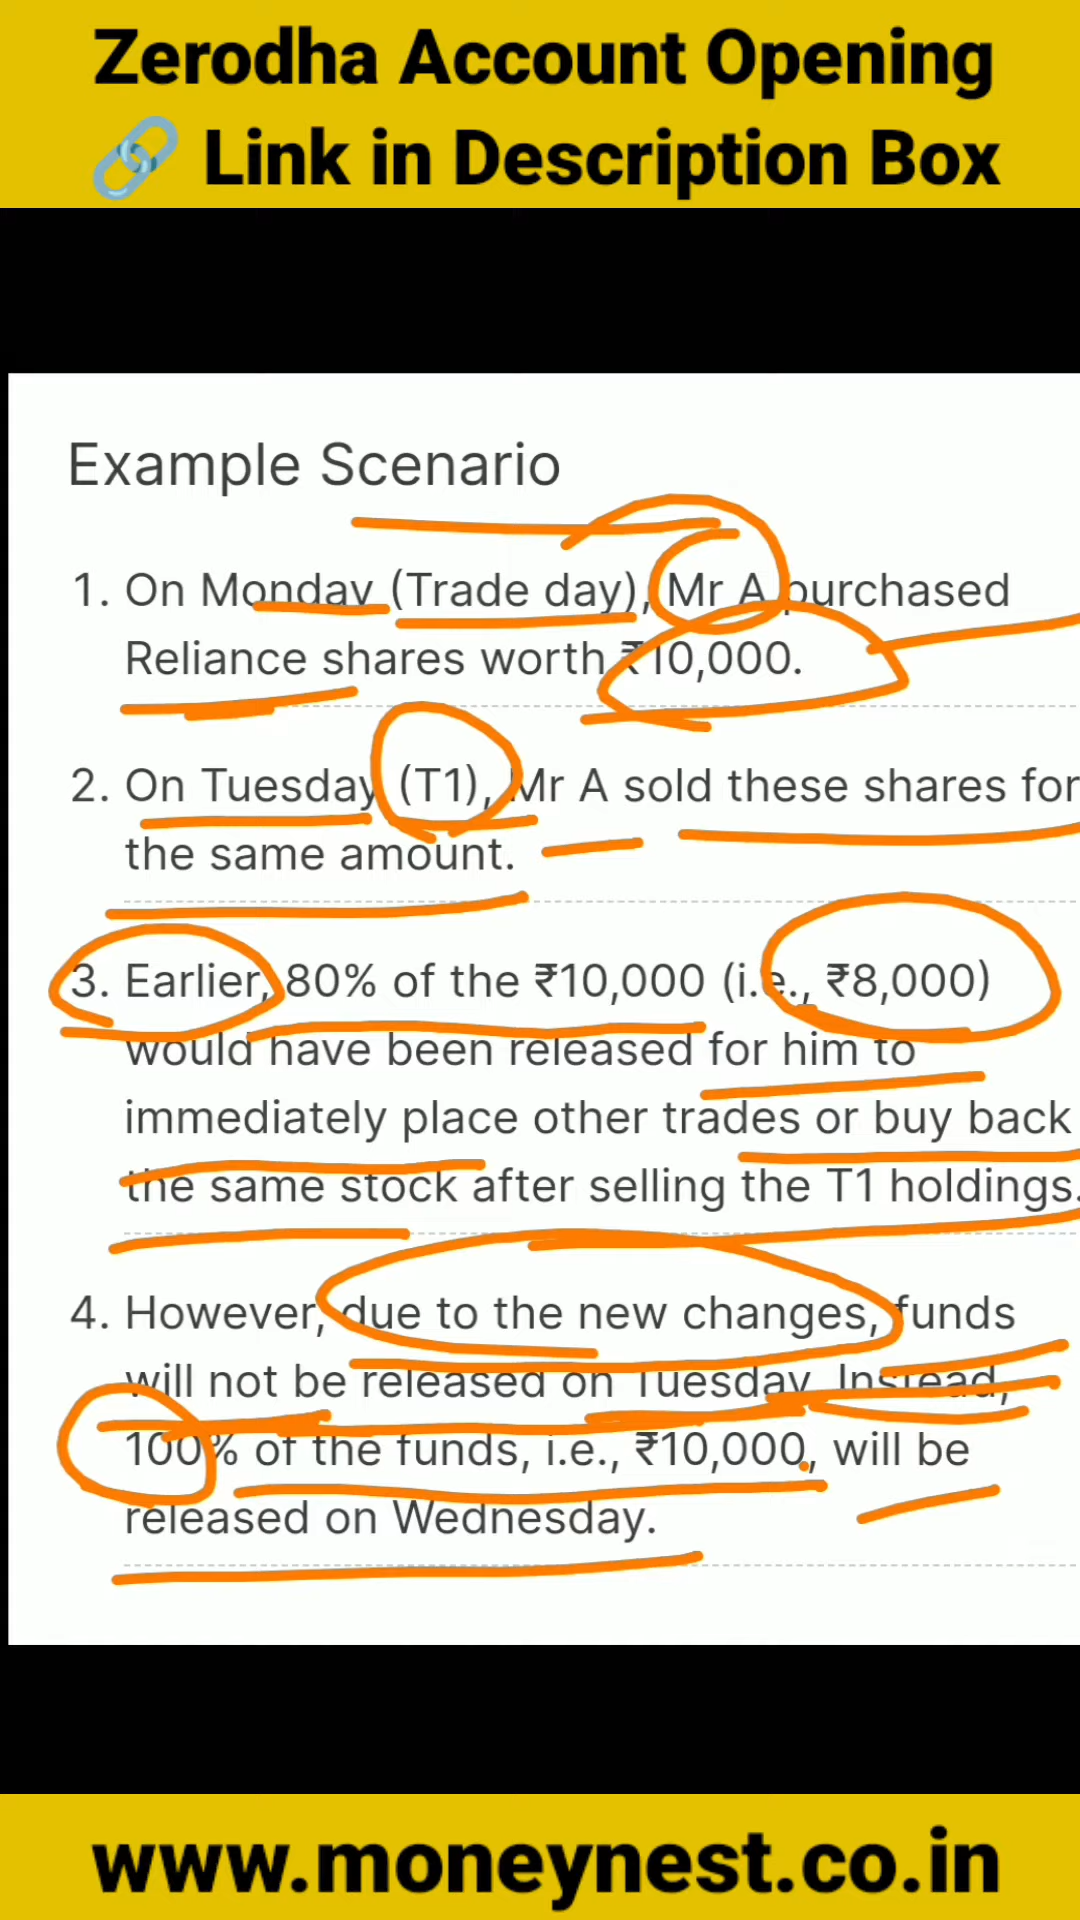 Zerodha Account Opening
🔗 Link in Description Box
Example Scenario
1. On Monday (Trade day), Mr A purchased
Reliance shares worth ₹10,000.
2. On Tuesday (T1), Mr A sold these shares for
the same amount.
3. Earlier, 80% of the ₹10,000 (i.e., ₹8,000)
would have been released for him to
immediately place other trades or buy back
the same stock after selling the T1 holdings.
4. However, due to the new changes, funds
will not be released on Tuesday. Instead,
100% of the funds, i.e., ₹10,000, will be
released on Wednesday.
www.moneynest.co.in